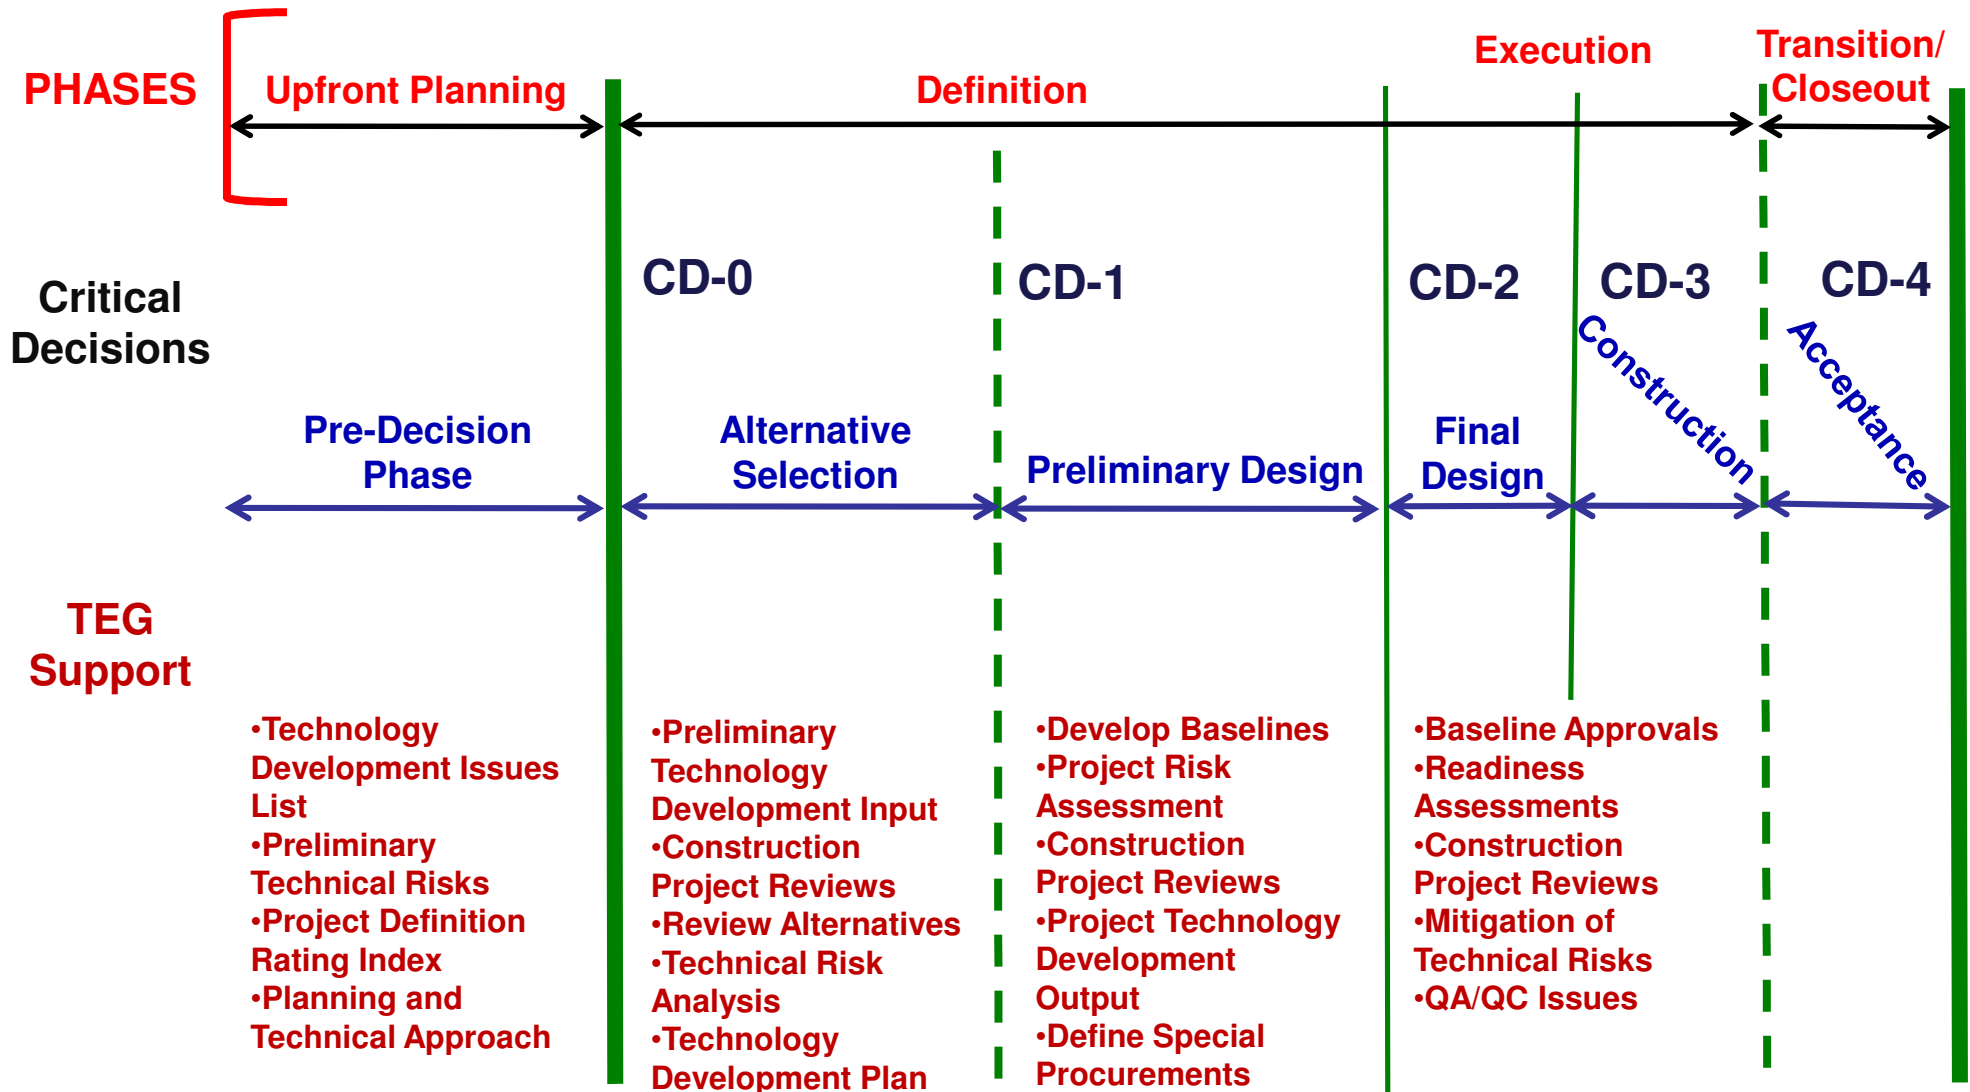 PHASES
Upfront Planning
Definition
Execution
Transition/
Closeout
Critical
Decisions
CD-0
CD-1
CD-2
CD-3
CD-4
Pre-Decision
Phase
Alternative
Selection
Preliminary Design
Final
Design
Construction
Acceptance
TEG
Support
•Technology
Development Issues
List
•Preliminary
Technical Risks
•Project Definition
Rating Index
•Planning and
Technical Approach
•Preliminary
Technology
Development Input
•Construction
Project Reviews
•Review Alternatives
•Technical Risk
Analysis
•Technology
Development Plan
•Develop Baselines
•Project Risk
Assessment
•Construction
Project Reviews
•Project Technology
Development
Output
•Define Special
Procurements
•Baseline Approvals
•Readiness
Assessments
•Construction
Project Reviews
•Mitigation of
Technical Risks
•QA/QC Issues